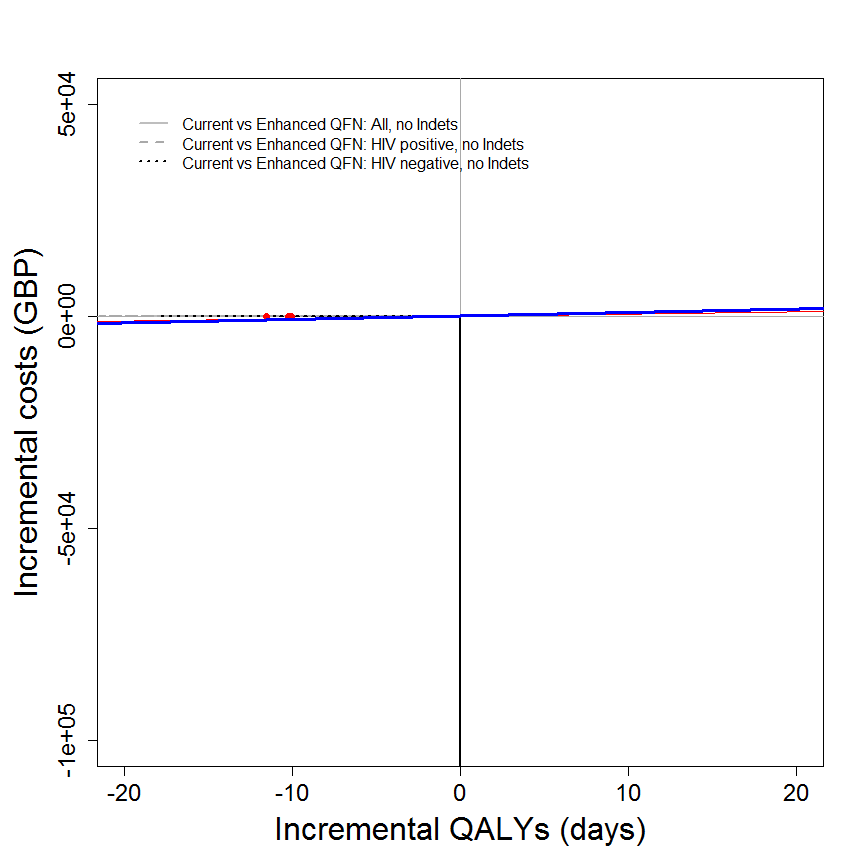 Current vs Enhanced QFN: All, no Indets
Current vs Enhanced QFN: HIV positive, no Indets
Current vs Enhanced QFN: HIV negative, no Indets
Incremental costs (GBP)
5e+04
0e+00
-5e+04
-1e+05
-20 -10 0 10 20
Incremental QALYs (days)